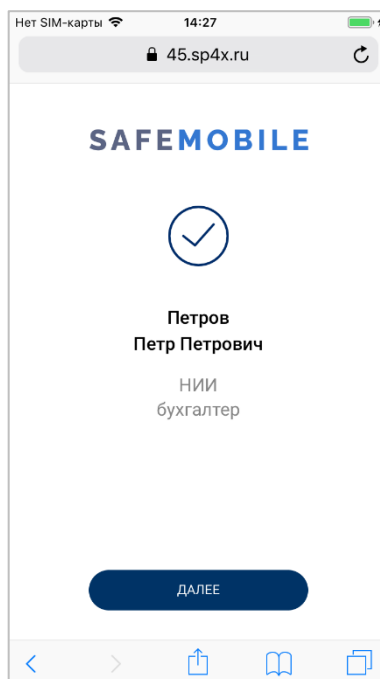 Нет SIM-карты 14:27
45.sp4x.ru
SAFEMOBILE
Петров
Петр Петрович
НИИ
бухгалтер
ДАЛЕЕ